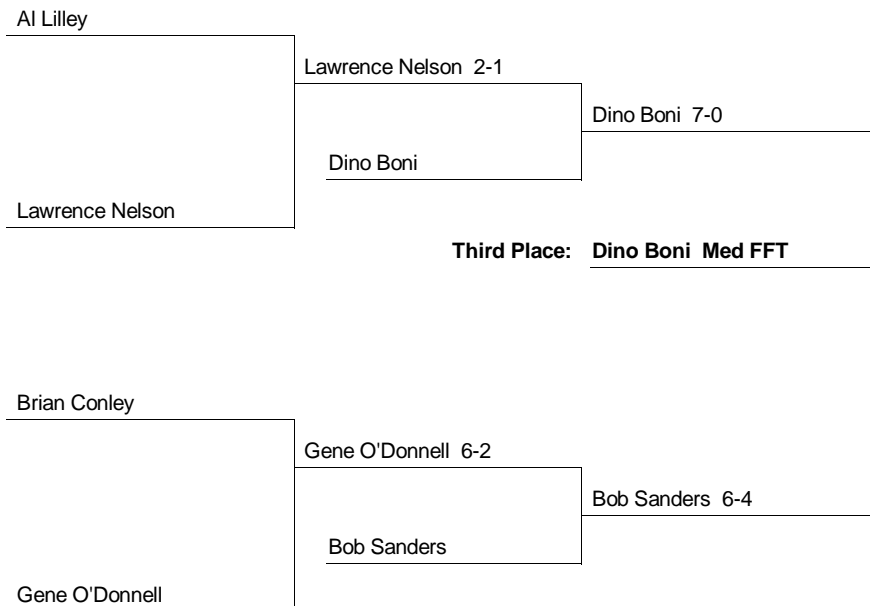 Al Lilley
Lawrence Nelson 2-1
Dino Boni 7-0
Dino Boni
Lawrence Nelson
Third Place: Dino Boni Med FFT
Brian Conley
Gene O'Donnell 6-2
Bob Sanders 6-4
Bob Sanders
Gene O'Donnell